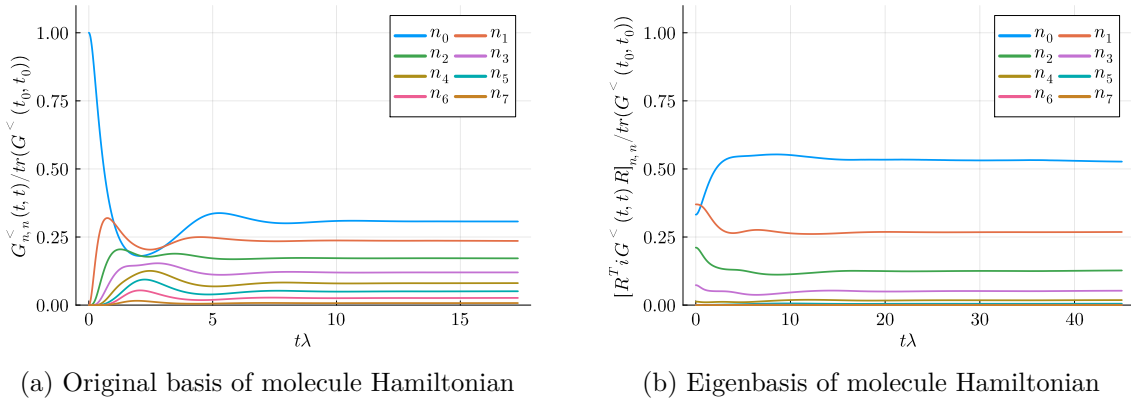 1.00
0.75
0.50
0.25
0.00
0
5
10
15
tλ
G^<_{n,n}(t,t)/tr(G^<(t_0,t_0))
n_0 n_1
n_2 n_3
n_4 n_5
n_6 n_7
(a) Original basis of molecule Hamiltonian
1.00
0.75
0.50
0.25
0.00
0
10
20
30
40
tλ
[R^T i G^<(t,t) R]_{n,n}/tr(G^<(t_0,t_0))
n_0 n_1
n_2 n_3
n_4 n_5
n_6 n_7
(b) Eigenbasis of molecule Hamiltonian